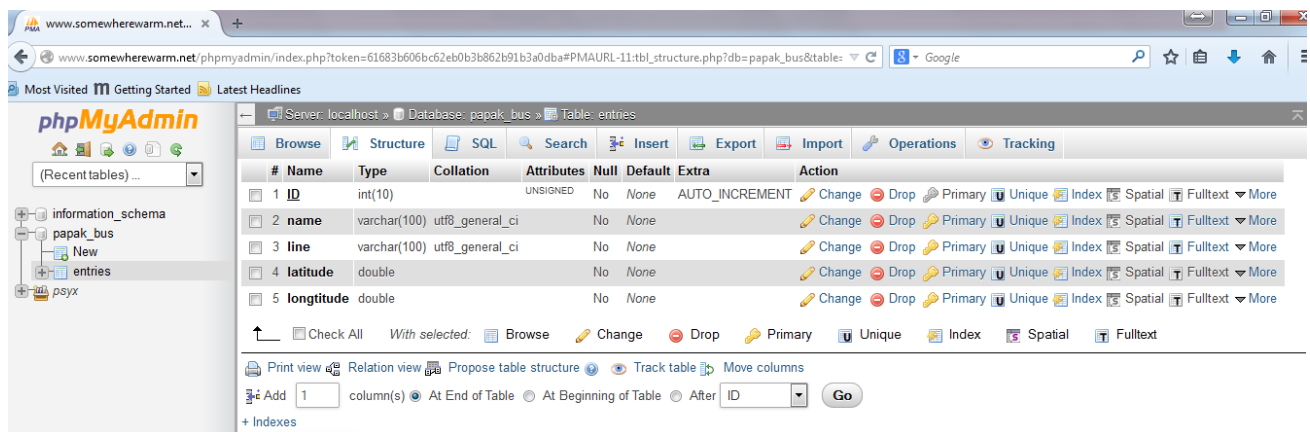 www.somewherewarm.net... × +
www.somewherewarm.net/phpmyadmin/index.php?token=61683b606bc62eb0b3b862b91b3a0dba#PMAURL-11:tbl_structure.php?db=papak_bus&table= Google
Most Visited Getting Started Latest Headlines
phpMyAdmin
(Recent tables) ...
information_schema
papak_bus
New
entries
psyx
Server: localhost » Database: papak_bus » Table: entries
Browse Structure SQL Search Insert Export Import Operations Tracking
# Name Type Collation Attributes Null Default Extra Action
1 ID int(10) UNSIGNED No None AUTO_INCREMENT Change Drop Primary Unique Index Spatial Fulltext More
2 name varchar(100) utf8_general_ci No None Change Drop Primary Unique Index Spatial Fulltext More
3 line varchar(100) utf8_general_ci No None Change Drop Primary Unique Index Spatial Fulltext More
4 latitude double No None Change Drop Primary Unique Index Spatial Fulltext More
5 longtitude double No None Change Drop Primary Unique Index Spatial Fulltext More
Check All With selected: Browse Change Drop Primary Unique Index Spatial Fulltext
Print view Relation view Propose table structure Track table Move columns
Add 1 column(s) At End of Table At Beginning of Table After ID Go
+ Indexes